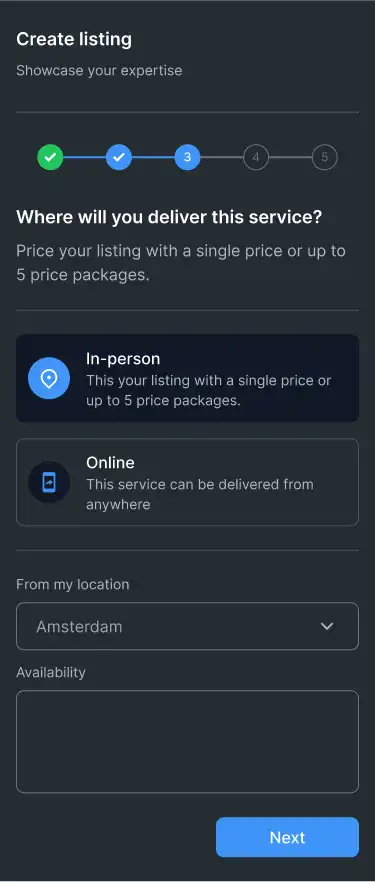 Create listing
Showcase your expertise
3 4 5
Where will you deliver this service?
Price your listing with a single price or up to
5 price packages.
In-person
This your listing with a single price or
up to 5 price packages.
Online
This service can be delivered from
anywhere
From my location
Amsterdam
Availability
Next